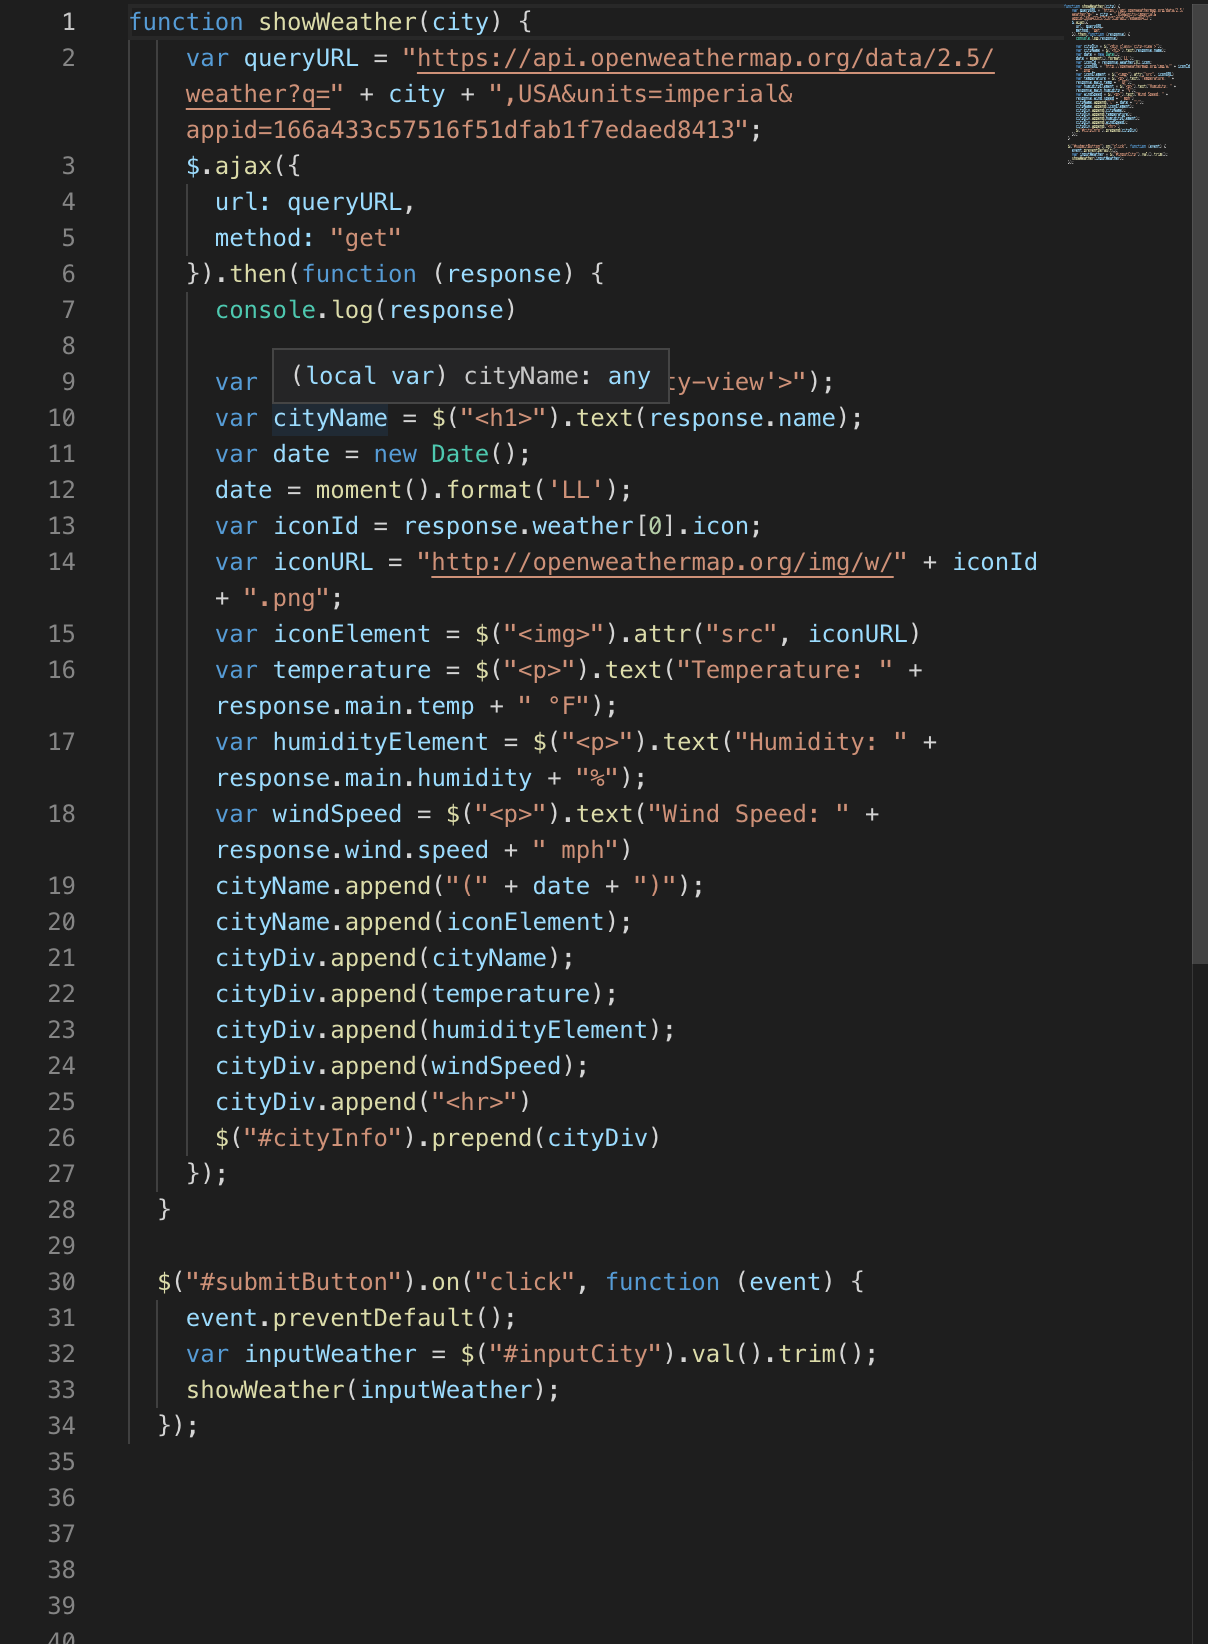 1 function showWeather(city) {
2 var queryURL = "https://api.openweathermap.org/data/2.5/
weather?q=" + city + ",USA&units=imperial&
appid=166a433c57516f51dfab1f7edaed8413";
3 $.ajax({
4 url: queryURL,
5 method: "get"
6 }).then(function (response) {
7 console.log(response)
8
(local var) cityName: any
9 var ty-view'>");
10 var cityName = $("<h1>").text(response.name);
11 var date = new Date();
12 date = moment().format('LL');
13 var iconId = response.weather[0].icon;
14 var iconURL = "http://openweathermap.org/img/w/" + iconId
+ ".png";
15 var iconElement = $("<img>").attr("src", iconURL)
16 var temperature = $("<p>").text("Temperature: " +
response.main.temp + " °F");
17 var humidityElement = $("<p>").text("Humidity: " +
response.main.humidity + "%");
18 var windSpeed = $("<p>").text("Wind Speed: " +
response.wind.speed + " mph")
19 cityName.append("(" + date + ")");
20 cityName.append(iconElement);
21 cityDiv.append(cityName);
22 cityDiv.append(temperature);
23 cityDiv.append(humidityElement);
24 cityDiv.append(windSpeed);
25 cityDiv.append("<hr>")
26 $("#cityInfo").prepend(cityDiv)
27 });
28 }
29
30 $("#submitButton").on("click", function (event) {
31 event.preventDefault();
32 var inputWeather = $("#inputCity").val().trim();
33 showWeather(inputWeather);
34 });
35
36
37
38
39
40